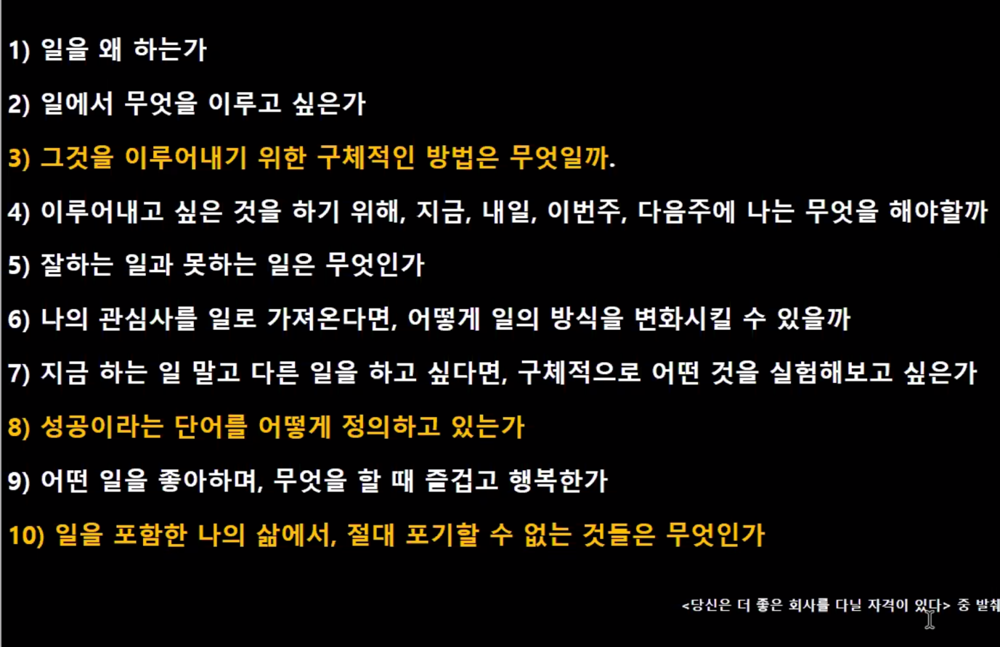 1) 일을 왜 하는가
2) 일에서 무엇을 이루고 싶은가
3) 그것을 이루어내기 위한 구체적인 방법은 무엇일까.
4) 이루어내고 싶은 것을 하기 위해, 지금, 내일, 이번주, 다음주에 나는 무엇을 해야할까
5) 잘하는 일과 못하는 일은 무엇인가
6) 나의 관심사를 일로 가져온다면, 어떻게 일의 방식을 변화시킬 수 있을까
7) 지금 하는 일 말고 다른 일을 하고 싶다면, 구체적으로 어떤 것을 실험해보고 싶은가
8) 성공이라는 단어를 어떻게 정의하고 있는가
9) 어떤 일을 좋아하며, 무엇을 할 때 즐겁고 행복한가
10) 일을 포함한 나의 삶에서, 절대 포기할 수 없는 것들은 무엇인가
<당신은 더 좋은 회사를 다닐 자격이 있다> 중 발췌